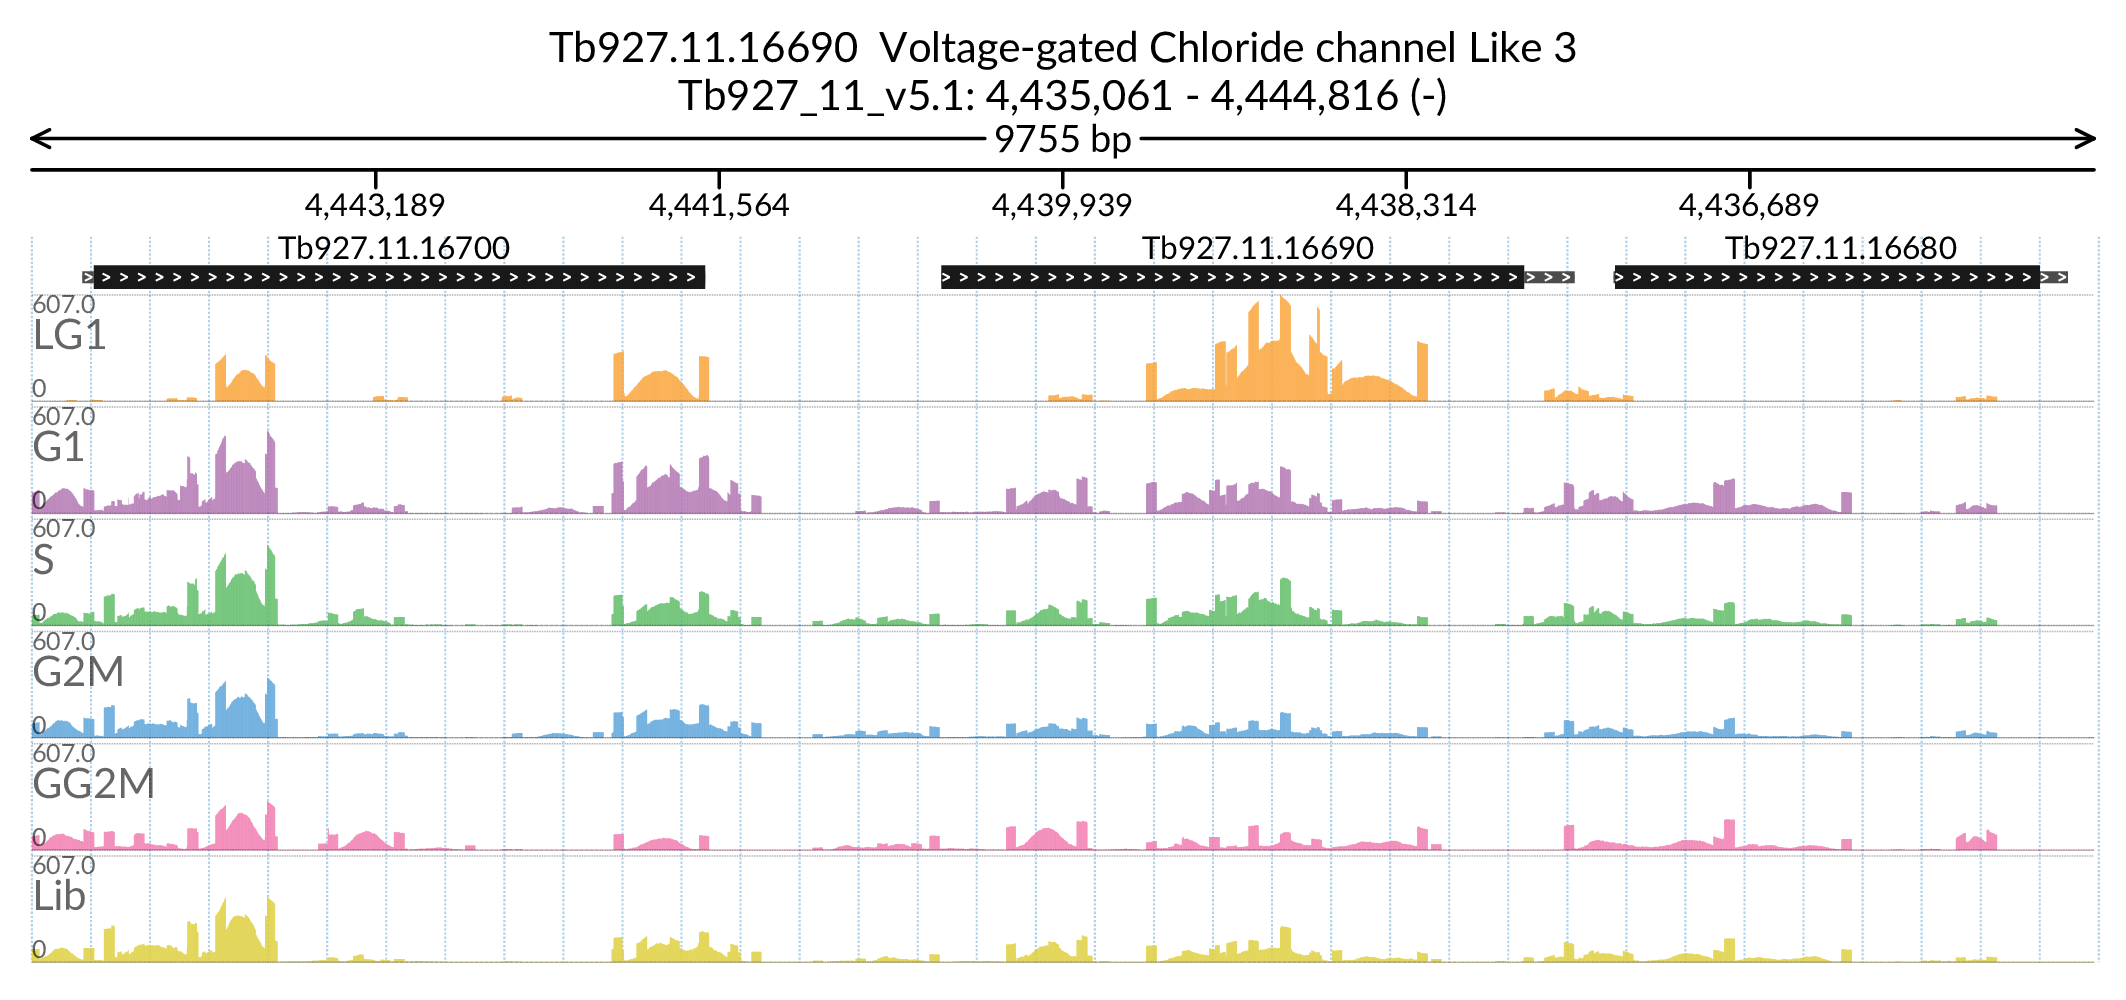 Tb927.11.16690  Voltage-gated Chloride channel Like 3
Tb927_11_v5.1: 4,435,061 - 4,444,816 (-)
9755 bp
4,443,189 4,441,564 4,439,939 4,438,314 4,436,689
Tb927.11.16700 Tb927.11.16690 Tb927.11.16680
607.0
LG1
0
607.0
G1
0
607.0
S
0
607.0
G2M
0
607.0
GG2M
0
607.0
Lib
0